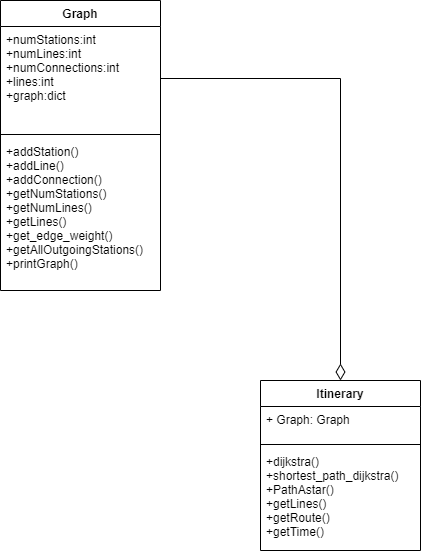 Graph
+numStations:int
+numLines:int
+numConnections:int
+lines:int
+graph:dict
+addStation()
+addLine()
+addConnection()
+getNumStations()
+getNumLines()
+getLines()
+get_edge_weight()
+getAllOutgoingStations()
+printGraph()
Itinerary
+ Graph: Graph
+dijkstra()
+shortest_path_dijkstra()
+PathAstar()
+getLines()
+getRoute()
+getTime()